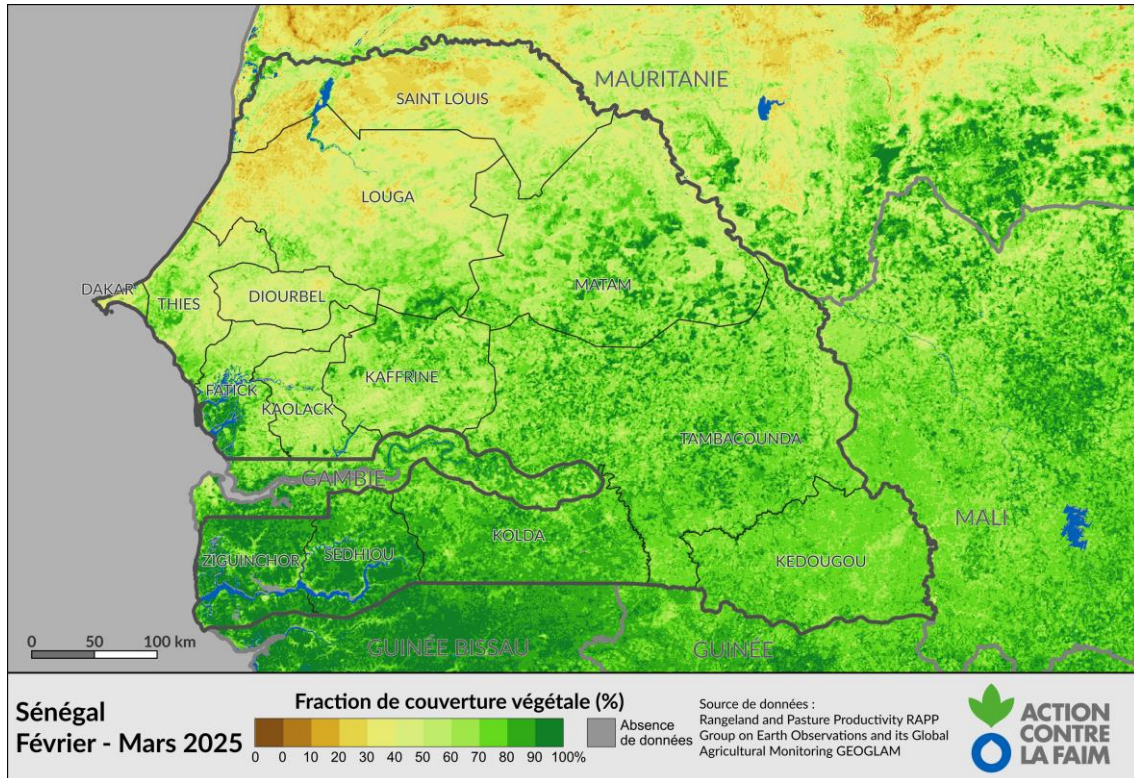 MAURITANIE
SAINT LOUIS
LOUGA
DAKAR
THIES
DIOURBEL
MATAM
FATICK
KAOLACK
KAFFRINE
TAMBACOUNDA
GAMBIE
MALI
ZIGUINCHOR
SEDHIOU
KOLDA
KEDOUGOU
GUINÉE BISSAU
GUINÉE
0 50 100 km
Sénégal
Février - Mars 2025
Fraction de couverture végétale (%)
0 0 10 20 30 40 50 60 70 80 90 100%
Absence
de données
Source de données :
Rangeland and Pasture Productivity RAPP
Group on Earth Observations and its Global
Agricultural Monitoring GEOGLAM
ACTION
CONTRE
LA FAIM